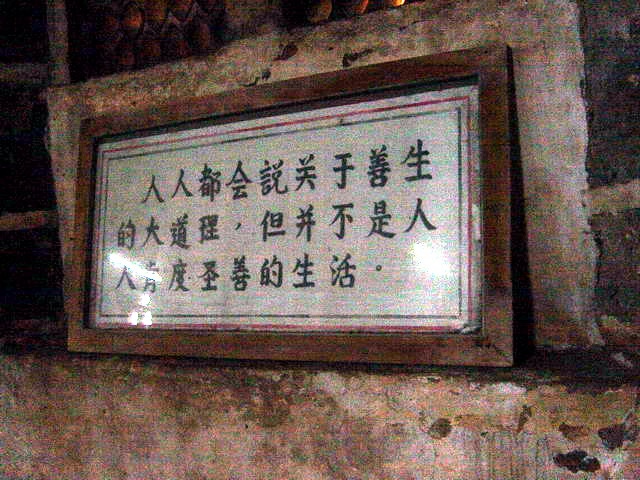 人人都会説关于善生
的大道理，但并不是人
人肯度圣善的生活。